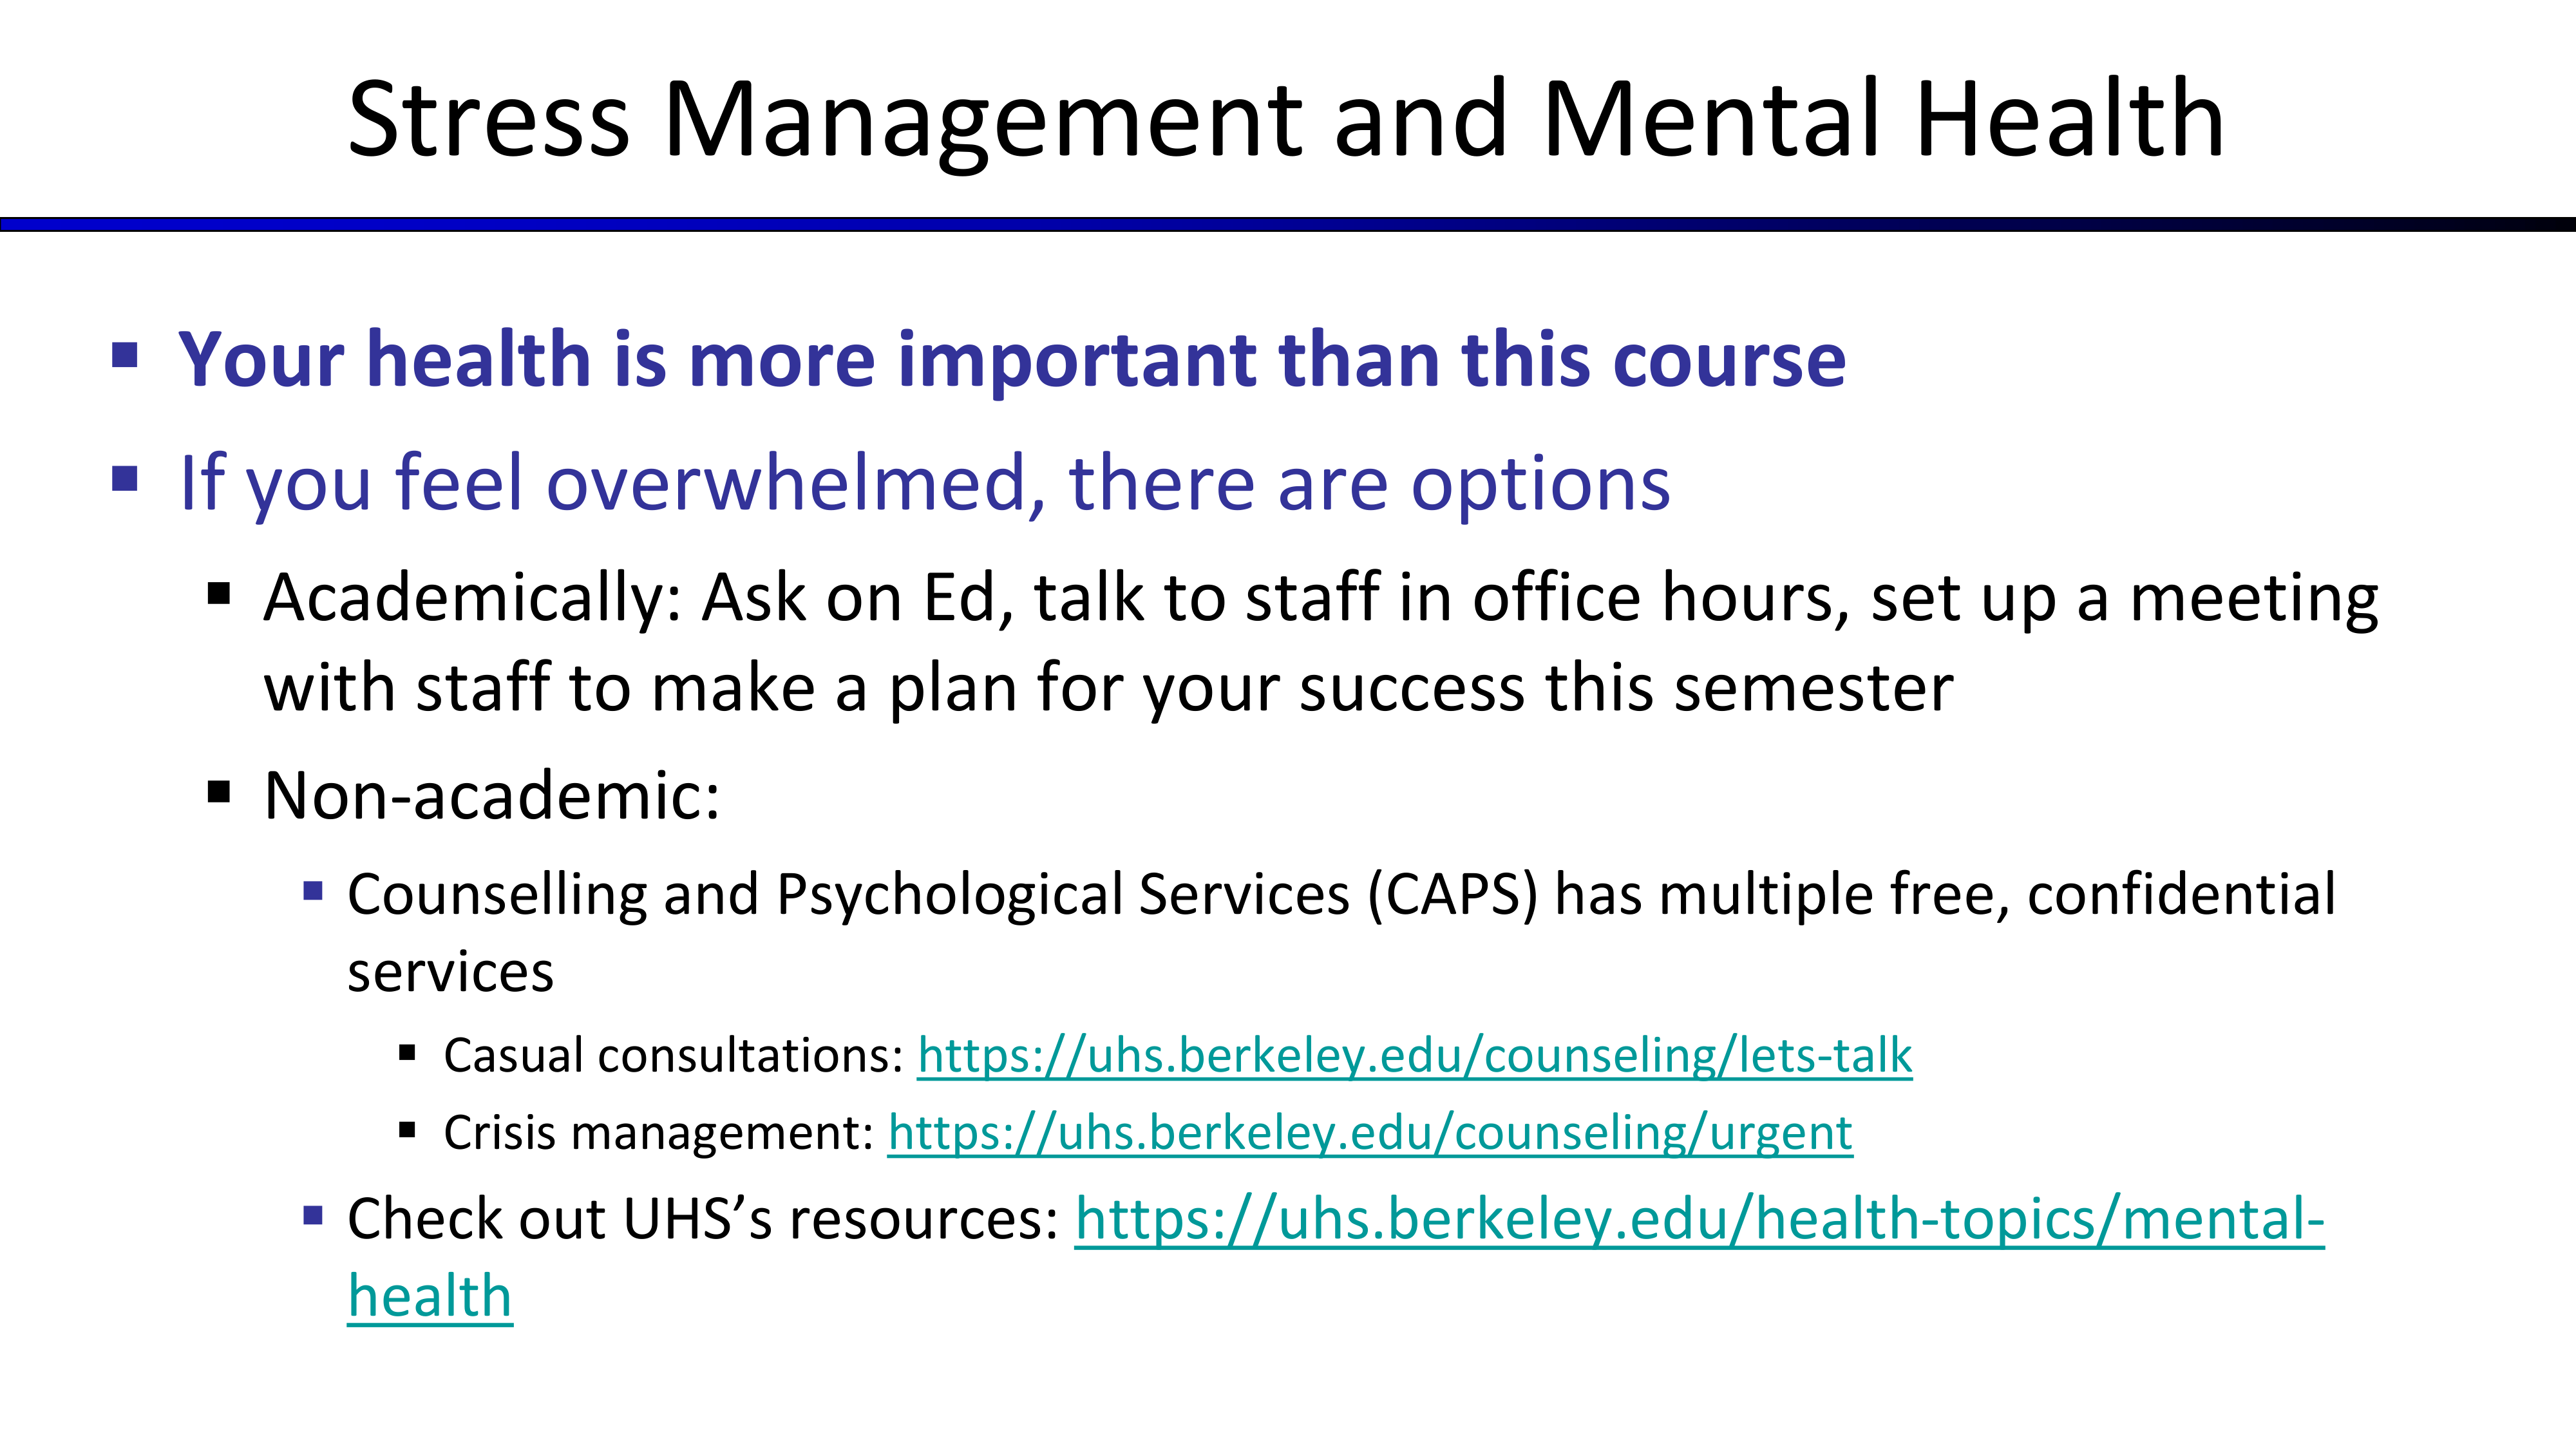 Stress Management and Mental Health
▪ Your health is more important than this course
▪ If you feel overwhelmed, there are options
▪ Academically: Ask on Ed, talk to staff in office hours, set up a meeting
with staff to make a plan for your success this semester
▪ Non-academic:
▪ Counselling and Psychological Services (CAPS) has multiple free, confidential
services
▪ Casual consultations: https://uhs.berkeley.edu/counseling/lets-talk
▪ Crisis management: https://uhs.berkeley.edu/counseling/urgent
▪ Check out UHS’s resources: https://uhs.berkeley.edu/health-topics/mental-
health